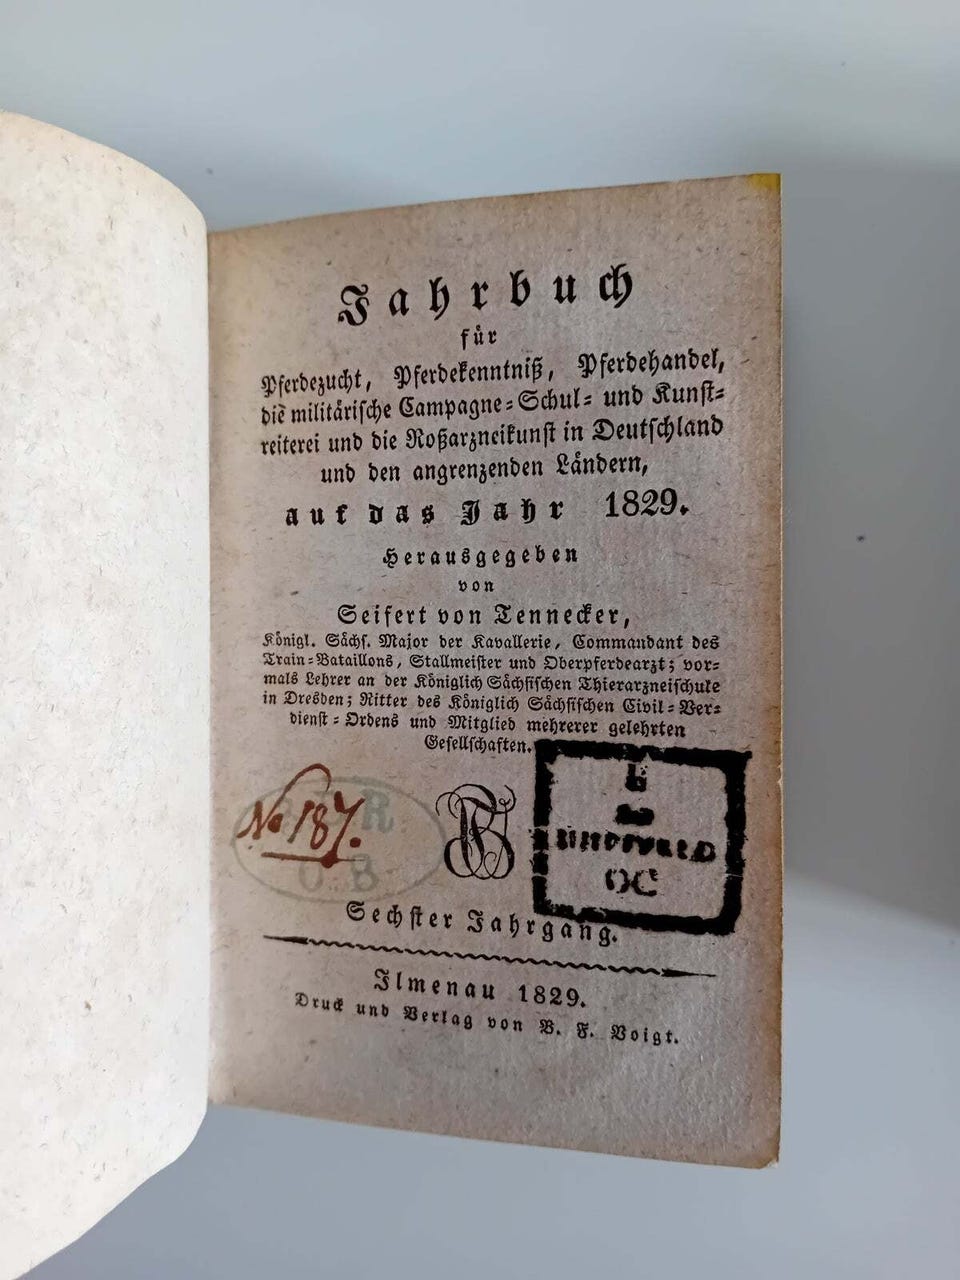 Jahrbuch
für
Pferdezucht, Pferdekenntniß, Pferdehandel,
die militärische Campagne=Schul= und Kunst=
reiterei und die Roßarzneikunst in Deutschland
und den angrenzenden Ländern,
auf das Jahr 1829.
Herausgegeben
von
Seifert von Tennecker,
Königl. Sächs. Major der Kavallerie, Commandant des
Train=Bataillons, Stallmeister und Oberpferdearzt; vor=
mals Lehrer an der Königlich Sächsischen Thierarzneischule
in Dresden; Ritter des Königlich Sächsischen Civil=Ver=
dienst=Ordens und Mitglied mehrerer gelehrten
Gesellschaften.
No 187.
OB
OC
Sechster Jahrgang.
Ilmenau 1829.
Druck und Verlag von B. F. Voigt.